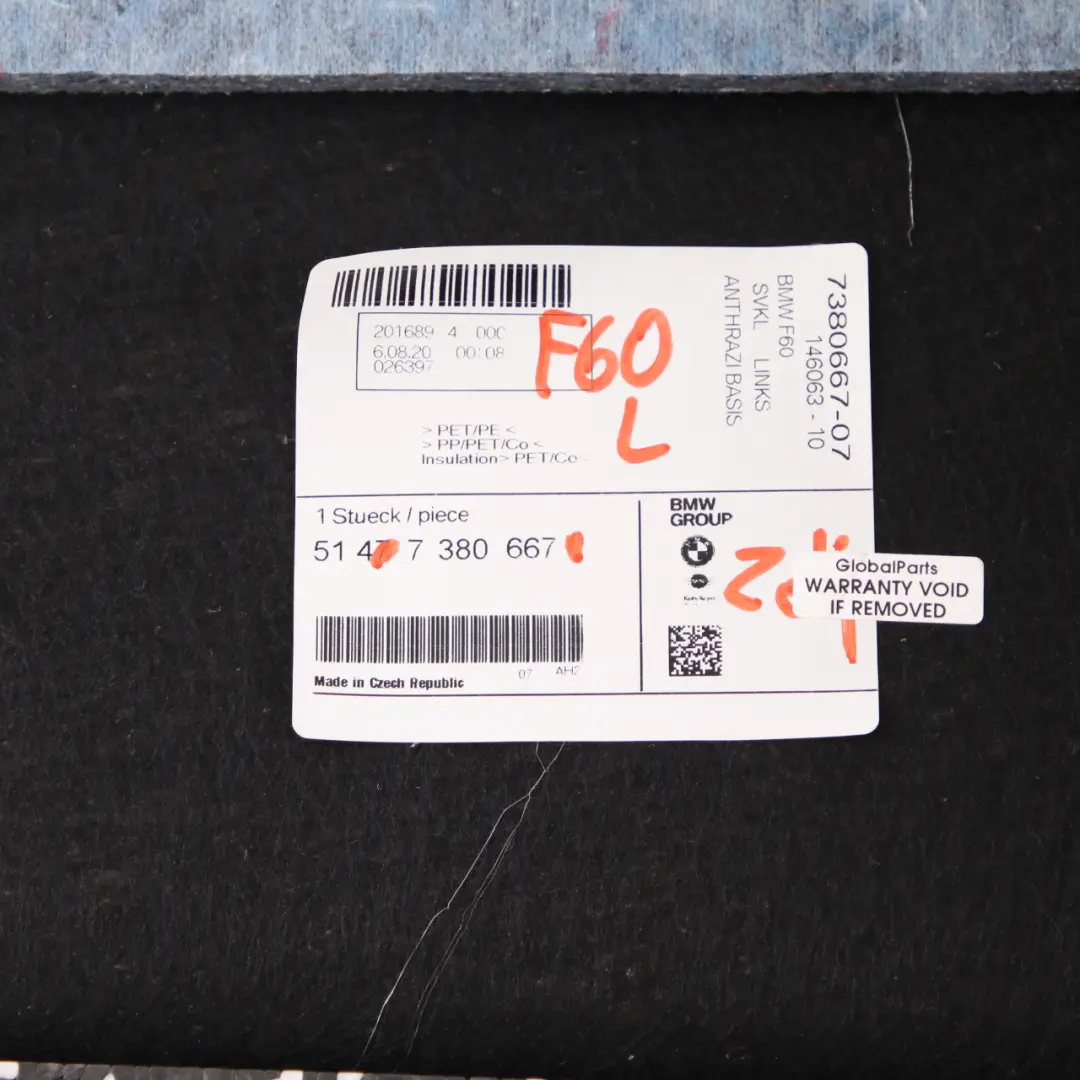 201689 4 000
6.08.20 00:08
026397
F60
L
> PET/PE <
> PP/PET/Co <
Insulation> PET/Co
7380667-07
146063 - 10
BMW F60
SVKL LINKS
ANTHRAZI BASIS
1 Stueck / piece
51 47 7 380 667
BMW
GROUP
GlobalParts
WARRANTY VOID
IF REMOVED
Made in Czech Republic
07 AH2